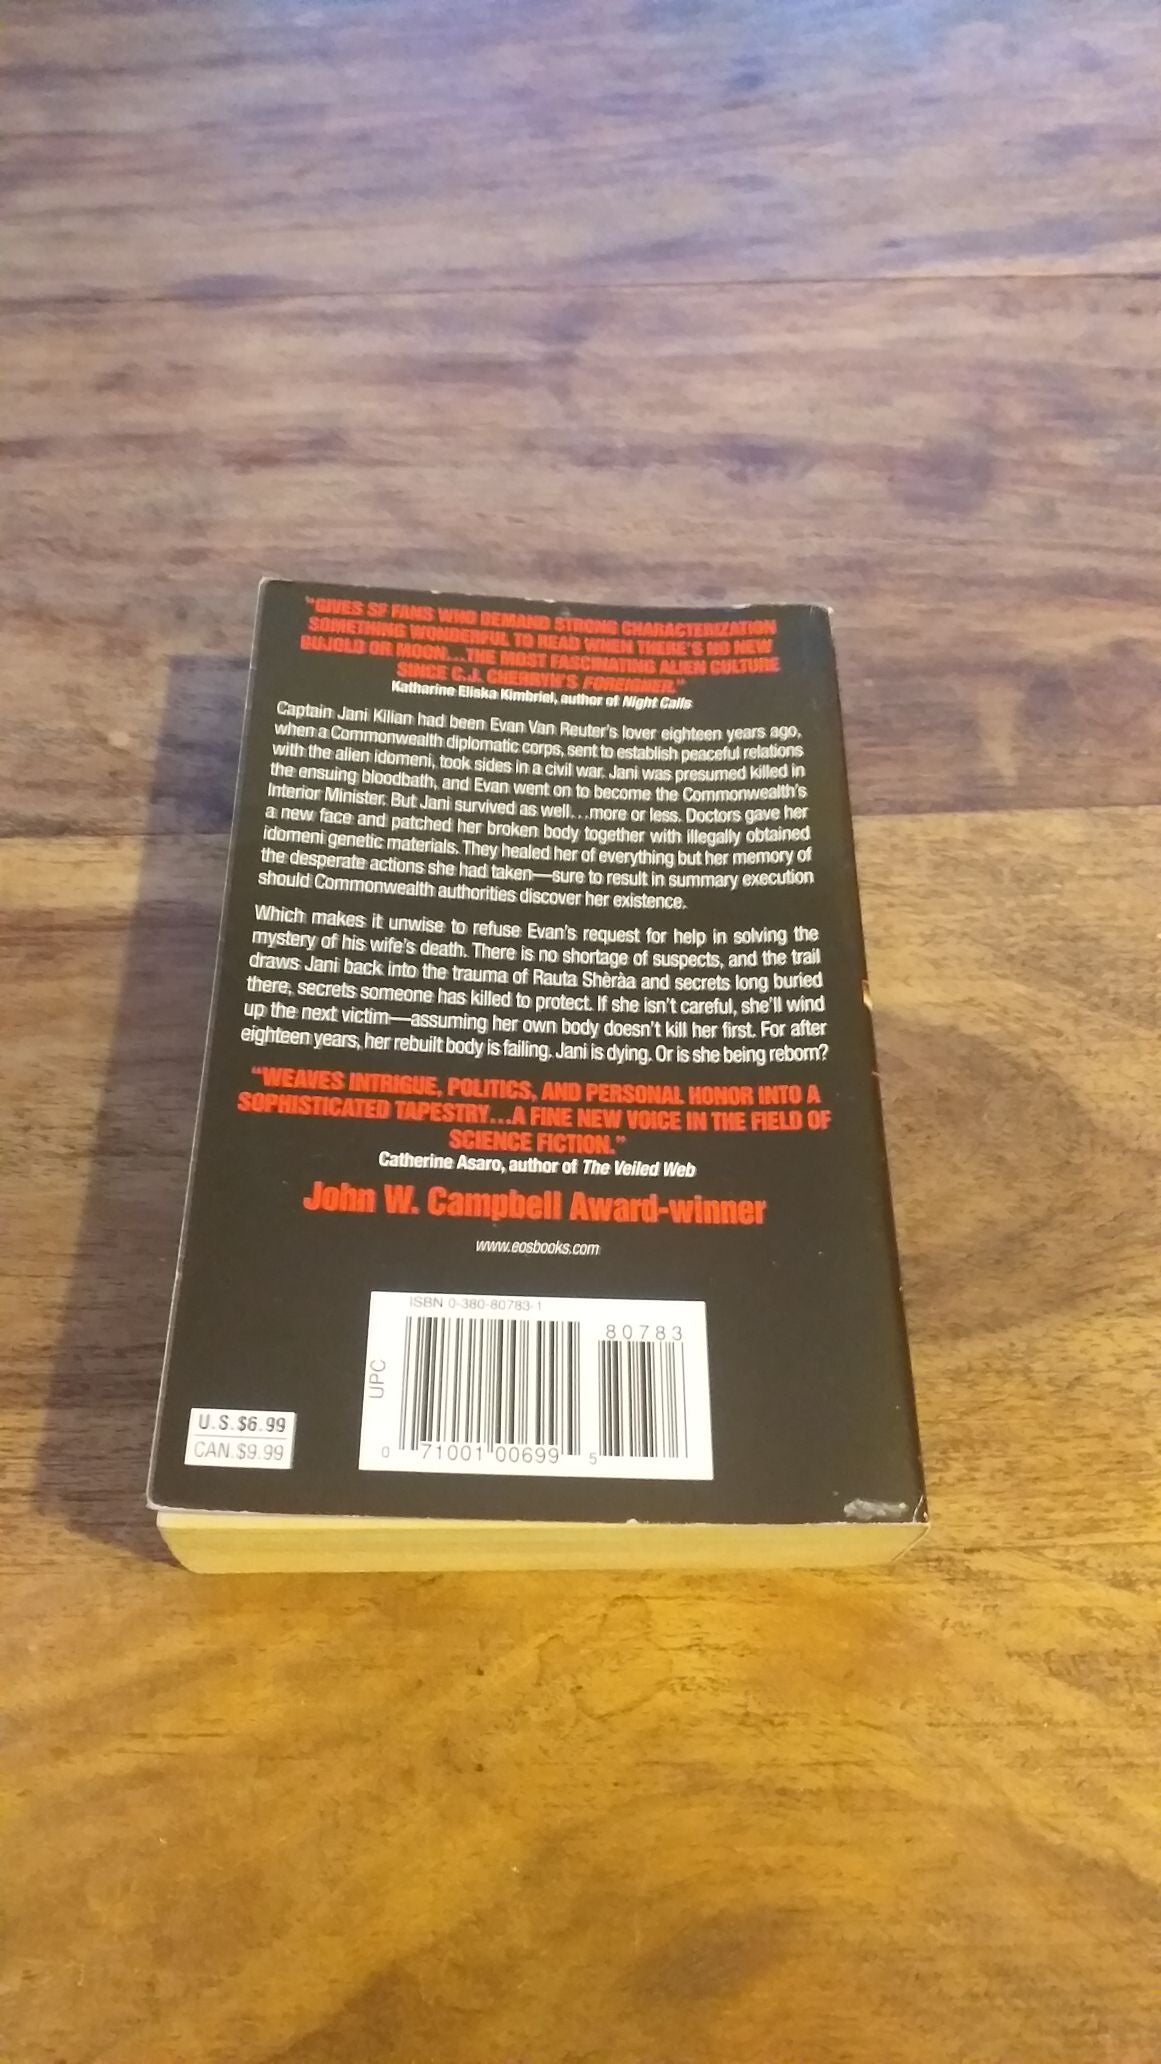 "GIVES SF FANS WHO DEMAND STRONG CHARACTERIZATION
SOMETHING WONDERFUL TO READ WHEN THERE'S NO NEW
BUJOLD OR MOON...THE MOST FASCINATING ALIEN CULTURE
SINCE C.J. CHERRYH'S FOREIGNER."
Katharine Eliska Kimbriel, author of Night Calls
Captain Jani Kilian had been Evan Van Reuter's lover eighteen years ago,
when a Commonwealth diplomatic corps, sent to establish peaceful relations
with the alien idomeni, took sides in a civil war. Jani was presumed killed in
the ensuing bloodbath, and Evan went on to become the Commonwealth's
Interior Minister. But Jani survived as well...more or less. Doctors gave her
a new face and patched her broken body together with illegally obtained
idomeni genetic materials. They healed her of everything but her memory of
the desperate actions she had taken—sure to result in summary execution
should Commonwealth authorities discover her existence.
Which makes it unwise to refuse Evan's request for help in solving the
mystery of his wife's death. There is no shortage of suspects, and the trail
draws Jani back into the trauma of Rauta Shèràa and secrets long buried
there, secrets someone has killed to protect. If she isn't careful, she'll wind
up the next victim—assuming her own body doesn't kill her first. For after
eighteen years, her rebuilt body is failing. Jani is dying. Or is she being reborn?
"WEAVES INTRIGUE, POLITICS, AND PERSONAL HONOR INTO A
SOPHISTICATED TAPESTRY...A FINE NEW VOICE IN THE FIELD OF
SCIENCE FICTION."
Catherine Asaro, author of The Veiled Web
John W. Campbell Award-winner
www.eosbooks.com
ISBN 0-380-80783-1
80783
UPC
0 71001 00699 5
U.S.$6.99
CAN.$9.99